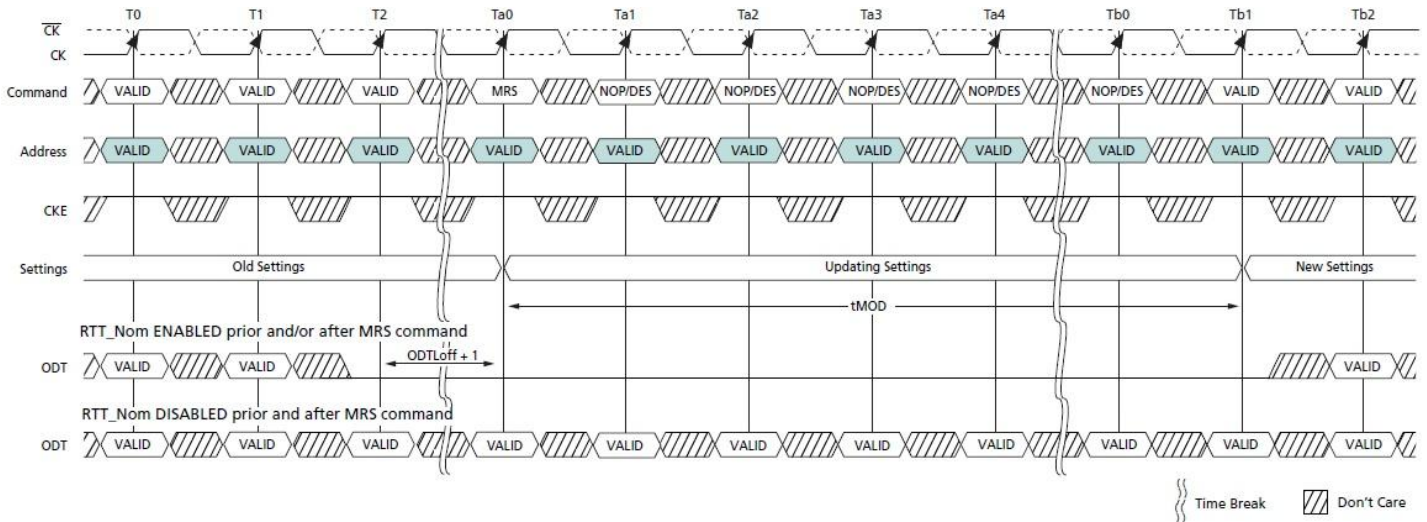 T0 T1 T2 Ta0 Ta1 Ta2 Ta3 Ta4 Tb0 Tb1 Tb2
CK
CK
Command VALID VALID VALID MRS NOP/DES NOP/DES NOP/DES NOP/DES NOP/DES VALID VALID
Address VALID VALID VALID VALID VALID VALID VALID VALID VALID VALID VALID
CKE
Settings Old Settings Updating Settings New Settings
tMOD
RTT_Nom ENABLED prior and/or after MRS command
ODTLoff + 1
ODT VALID VALID VALID
RTT_Nom DISABLED prior and after MRS command
ODT VALID VALID VALID VALID VALID VALID VALID VALID VALID VALID VALID
Time Break Don't Care